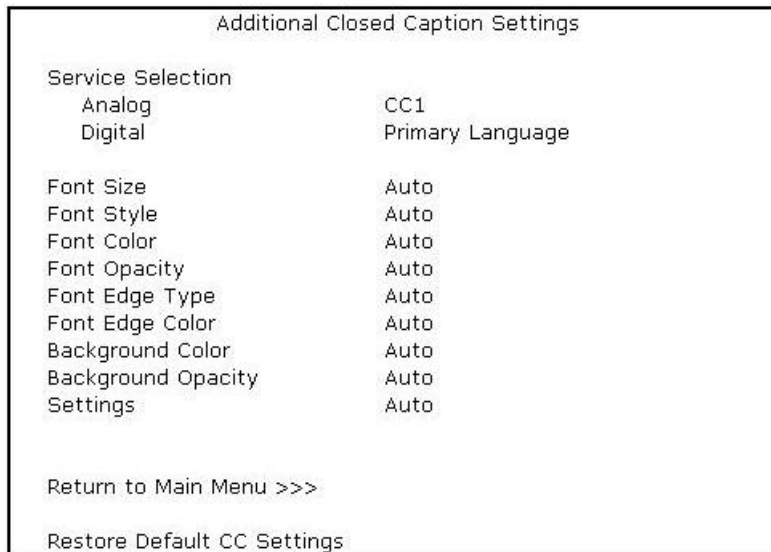 Additional Closed Caption Settings
Service Selection
Analog CC1
Digital Primary Language
Font Size Auto
Font Style Auto
Font Color Auto
Font Opacity Auto
Font Edge Type Auto
Font Edge Color Auto
Background Color Auto
Background Opacity Auto
Settings Auto
Return to Main Menu >>>
Restore Default CC Settings